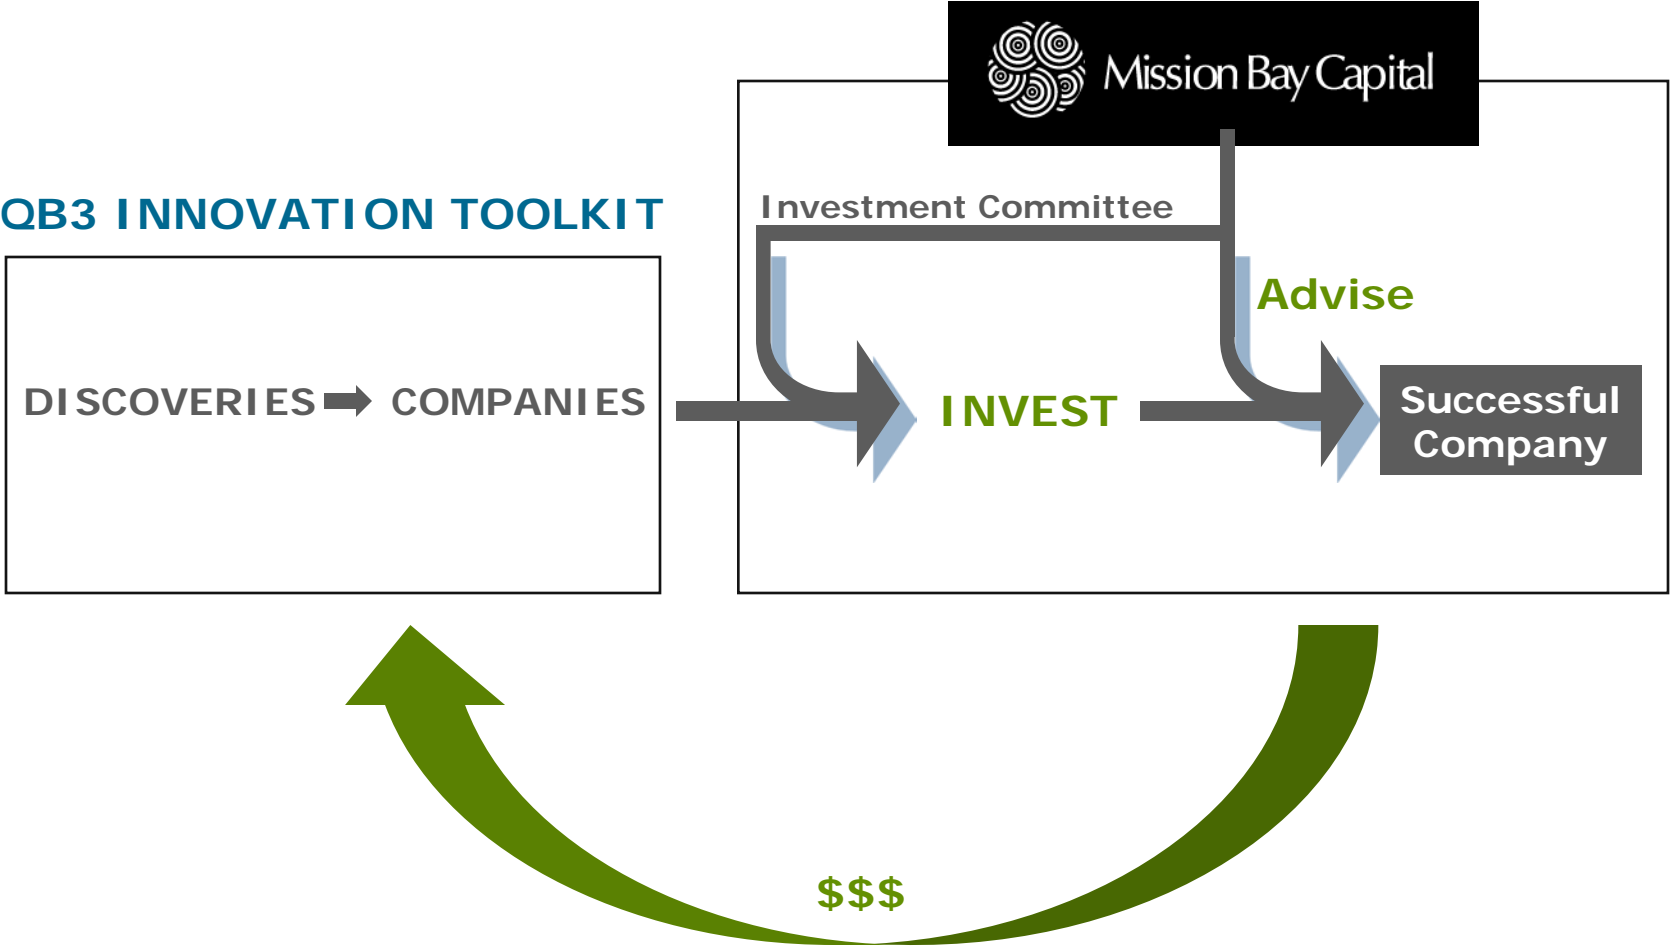 Mission Bay Capital
QB3 INNOVATION TOOLKIT
Investment Committee
Advise
DISCOVERIES
COMPANIES
INVEST
Successful
Company
$$$